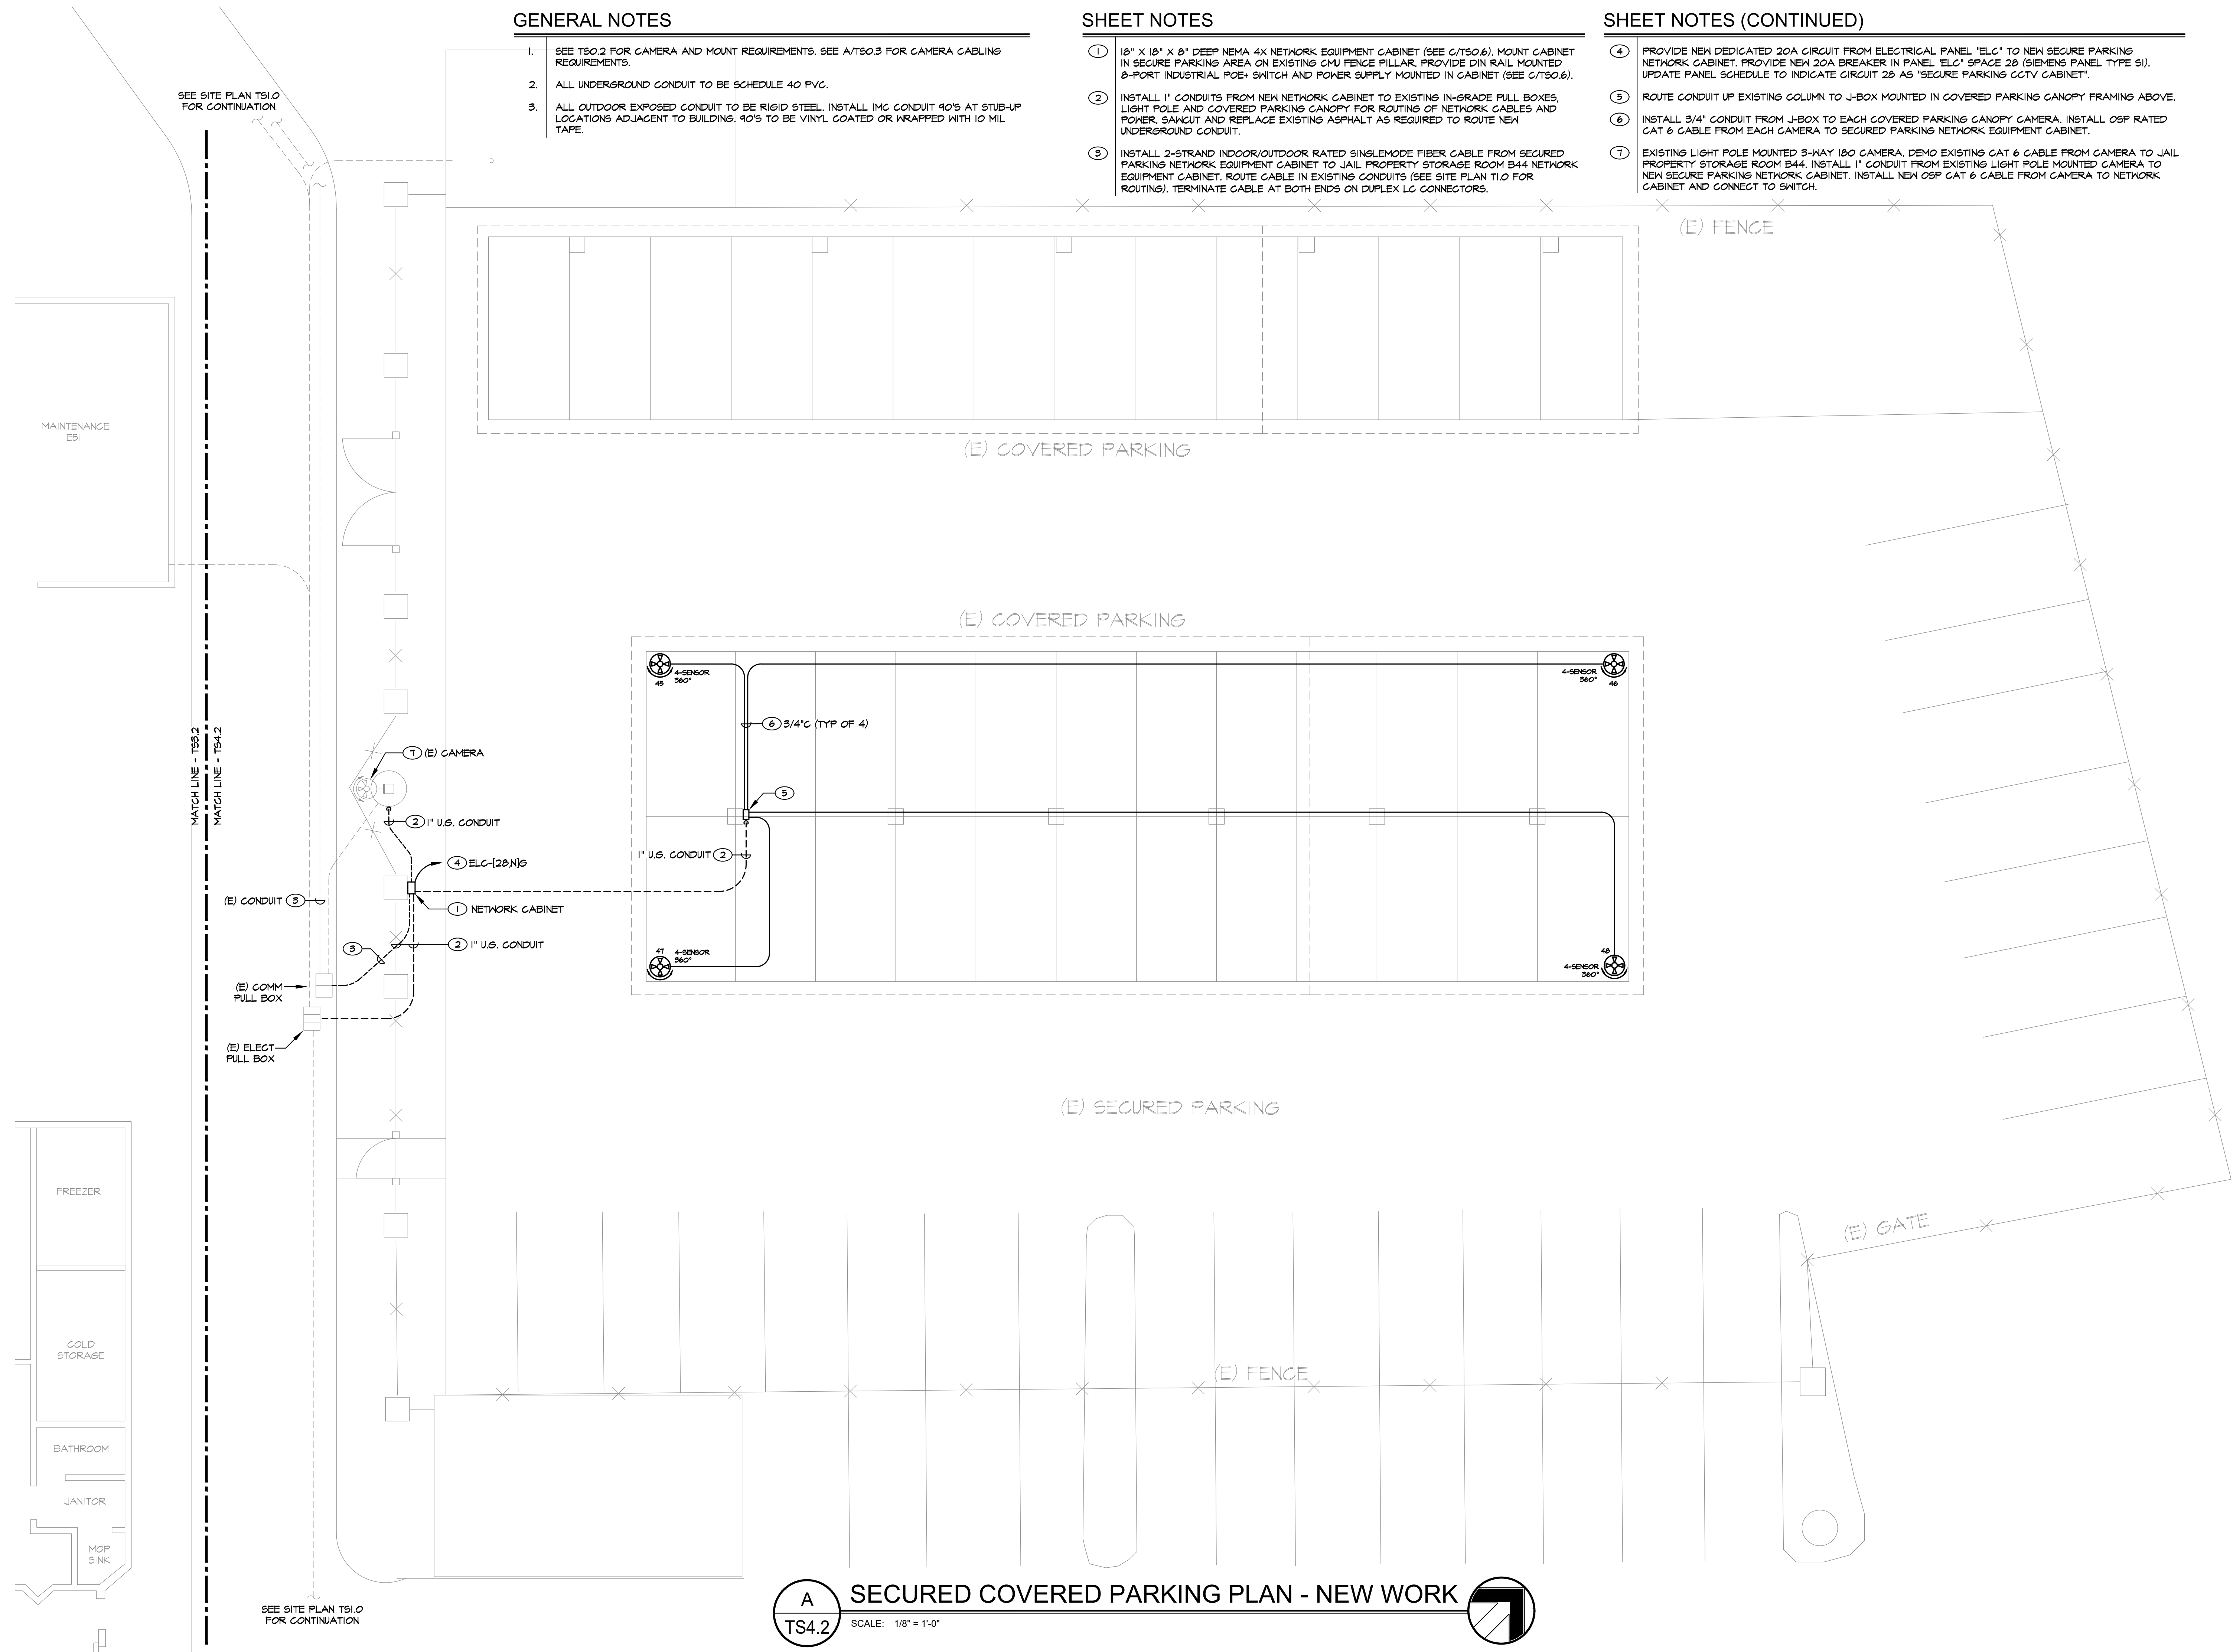 GENERAL NOTES
1. SEE TS0.2 FOR CAMERA AND MOUNT REQUIREMENTS. SEE A/TS0.3 FOR CAMERA CABLING
REQUIREMENTS.
2. ALL UNDERGROUND CONDUIT TO BE SCHEDULE 40 PVC.
3. ALL OUTDOOR EXPOSED CONDUIT TO BE RIGID STEEL. INSTALL IMC CONDUIT 90'S AT STUB-UP
LOCATIONS ADJACENT TO BUILDING. 90'S TO BE VINYL COATED OR WRAPPED WITH 10 MIL
TAPE.
SHEET NOTES
1 18" X 18" X 8" DEEP NEMA 4X NETWORK EQUIPMENT CABINET (SEE C/TS0.6). MOUNT CABINET
IN SECURE PARKING AREA ON EXISTING CMU FENCE PILLAR. PROVIDE DIN RAIL MOUNTED
8-PORT INDUSTRIAL POE+ SWITCH AND POWER SUPPLY MOUNTED IN CABINET (SEE C/TS0.6).
2 INSTALL 1" CONDUITS FROM NEW NETWORK CABINET TO EXISTING IN-GRADE PULL BOXES,
LIGHT POLE AND COVERED PARKING CANOPY FOR ROUTING OF NETWORK CABLES AND
POWER. SAWCUT AND REPLACE EXISTING ASPHALT AS REQUIRED TO ROUTE NEW
UNDERGROUND CONDUIT.
3 INSTALL 2-STRAND INDOOR/OUTDOOR RATED SINGLEMODE FIBER CABLE FROM SECURED
PARKING NETWORK EQUIPMENT CABINET TO JAIL PROPERTY STORAGE ROOM B44 NETWORK
EQUIPMENT CABINET. ROUTE CABLE IN EXISTING CONDUITS (SEE SITE PLAN T1.0 FOR
ROUTING). TERMINATE CABLE AT BOTH ENDS ON DUPLEX LC CONNECTORS.
SHEET NOTES (CONTINUED)
4 PROVIDE NEW DEDICATED 20A CIRCUIT FROM ELECTRICAL PANEL "ELC" TO NEW SECURE PARKING
NETWORK CABINET. PROVIDE NEW 20A BREAKER IN PANEL 'ELC" SPACE 28 (SIEMENS PANEL TYPE S1).
UPDATE PANEL SCHEDULE TO INDICATE CIRCUIT 28 AS "SECURE PARKING CCTV CABINET".
5 ROUTE CONDUIT UP EXISTING COLUMN TO J-BOX MOUNTED IN COVERED PARKING CANOPY FRAMING ABOVE.
6 INSTALL 3/4" CONDUIT FROM J-BOX TO EACH COVERED PARKING CANOPY CAMERA. INSTALL OSP RATED
CAT 6 CABLE FROM EACH CAMERA TO SECURED PARKING NETWORK EQUIPMENT CABINET.
7 EXISTING LIGHT POLE MOUNTED 3-WAY 180 CAMERA. DEMO EXISTING CAT 6 CABLE FROM CAMERA TO JAIL
PROPERTY STORAGE ROOM B44. INSTALL 1" CONDUIT FROM EXISTING LIGHT POLE MOUNTED CAMERA TO
NEW SECURE PARKING NETWORK CABINET. INSTALL NEW OSP CAT 6 CABLE FROM CAMERA TO NETWORK
CABINET AND CONNECT TO SWITCH.
SEE SITE PLAN TS1.0
FOR CONTINUATION
(E) FENCE
MAINTENANCE
E51
(E) COVERED PARKING
(E) COVERED PARKING
4-SENSOR
360°
45
4-SENSOR
360°
46
6 3/4"C (TYP OF 4)
MATCH LINE - TS3.2
MATCH LINE - TS4.2
7 (E) CAMERA
5
2 1" U.G. CONDUIT
1" U.G. CONDUIT 2
4 ELC-[28,N]G
(E) CONDUIT 3
1 NETWORK CABINET
3
2 1" U.G. CONDUIT
47
4-SENSOR
360°
48
4-SENSOR
360°
(E) COMM
PULL BOX
(E) ELECT
PULL BOX
(E) SECURED PARKING
FREEZER
(E) GATE
COLD
STORAGE
(E) FENCE
BATHROOM
JANITOR
MOP
SINK
SEE SITE PLAN TS1.0
FOR CONTINUATION
A
TS4.2
SECURED COVERED PARKING PLAN - NEW WORK
SCALE: 1/8" = 1'-0"